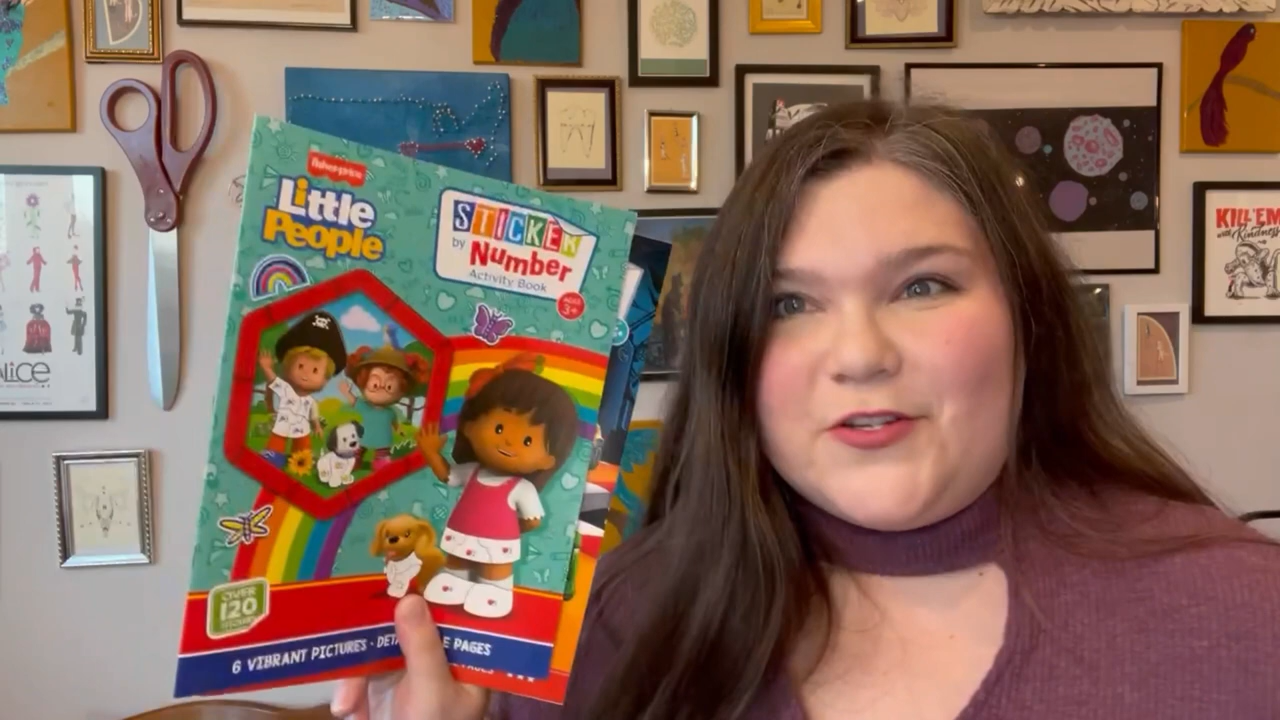 Fisher-Price
Little
People
STICKER
by Number
Activity Book
AGES
3+
OVER
120
6 VIBRANT PICTURES •
PAGES
KILL 'EM
with Kindness
ALICE